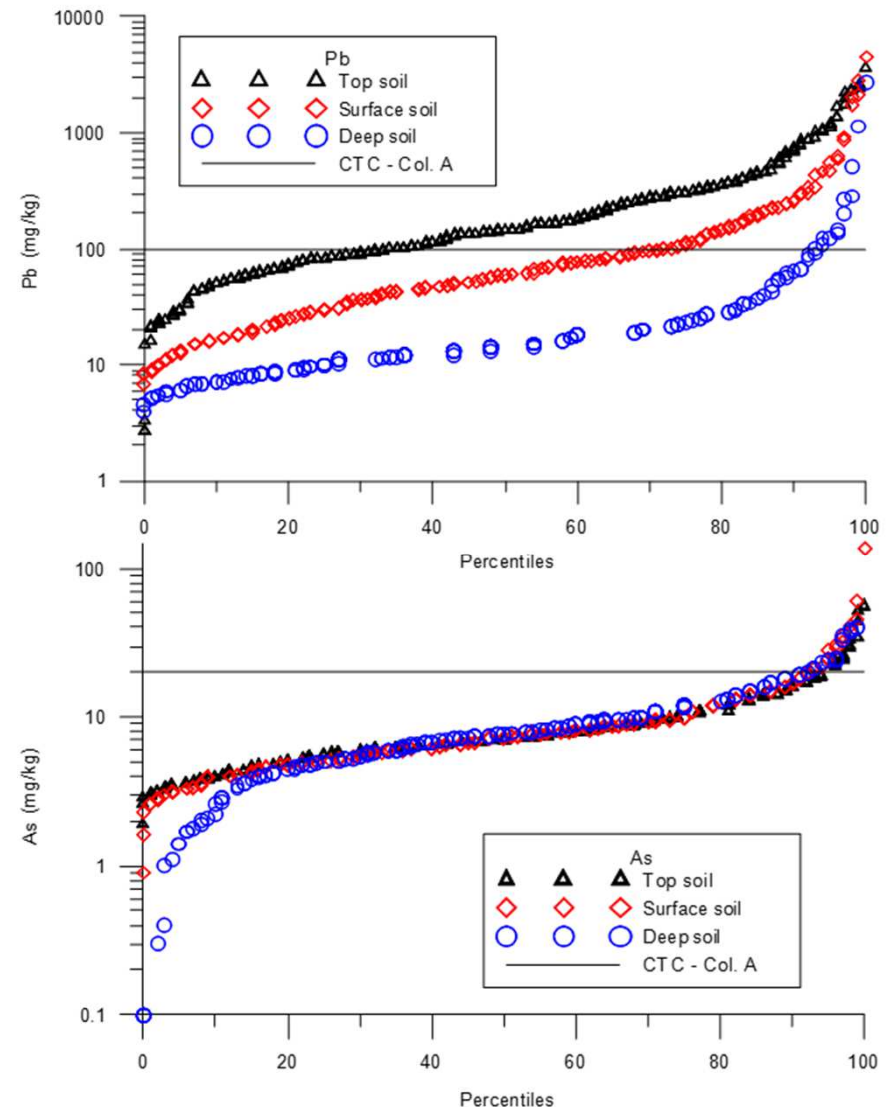 10000
1000
100
10
1
Pb (mg/kg)
Pb
Top soil
Surface soil
Deep soil
CTC - Col. A
0 20 40 60 80 100
Percentiles
100
10
1
0.1
As (mg/kg)
As
Top soil
Surface soil
Deep soil
CTC - Col. A
0 20 40 60 80 100
Percentiles